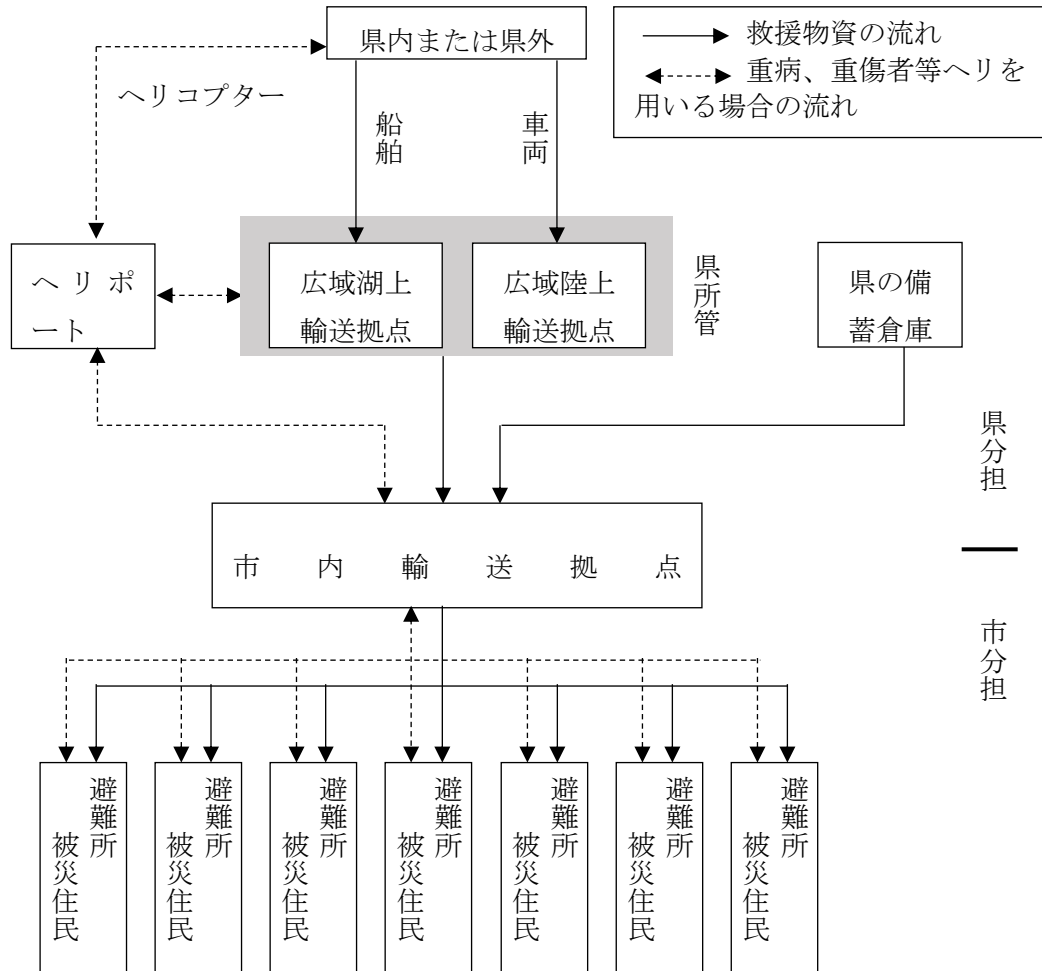 県内または県外
救援物資の流れ
重病、重傷者等ヘリを
用いる場合の流れ
ヘリコプター
船舶
車両
ヘリポ
ート
広域湖上
輸送拠点
広域陸上
輸送拠点
県所管
県の備
蓄倉庫
県分担
市内輸送拠点
市分担
避難所
被災住民
避難所
被災住民
避難所
被災住民
避難所
被災住民
避難所
被災住民
避難所
被災住民
避難所
被災住民